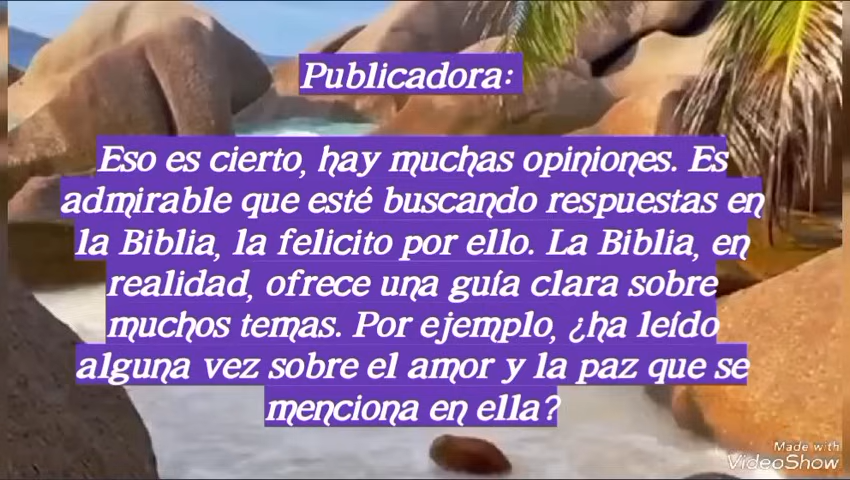 Publicadora:
Eso es cierto, hay muchas opiniones. Es
admirable que esté buscando respuestas en
la Biblia, la felicito por ello. La Biblia, en
realidad, ofrece una guía clara sobre
muchos temas. Por ejemplo, ¿ha leído
alguna vez sobre el amor y la paz que se
menciona en ella?
Made with
VideoShow